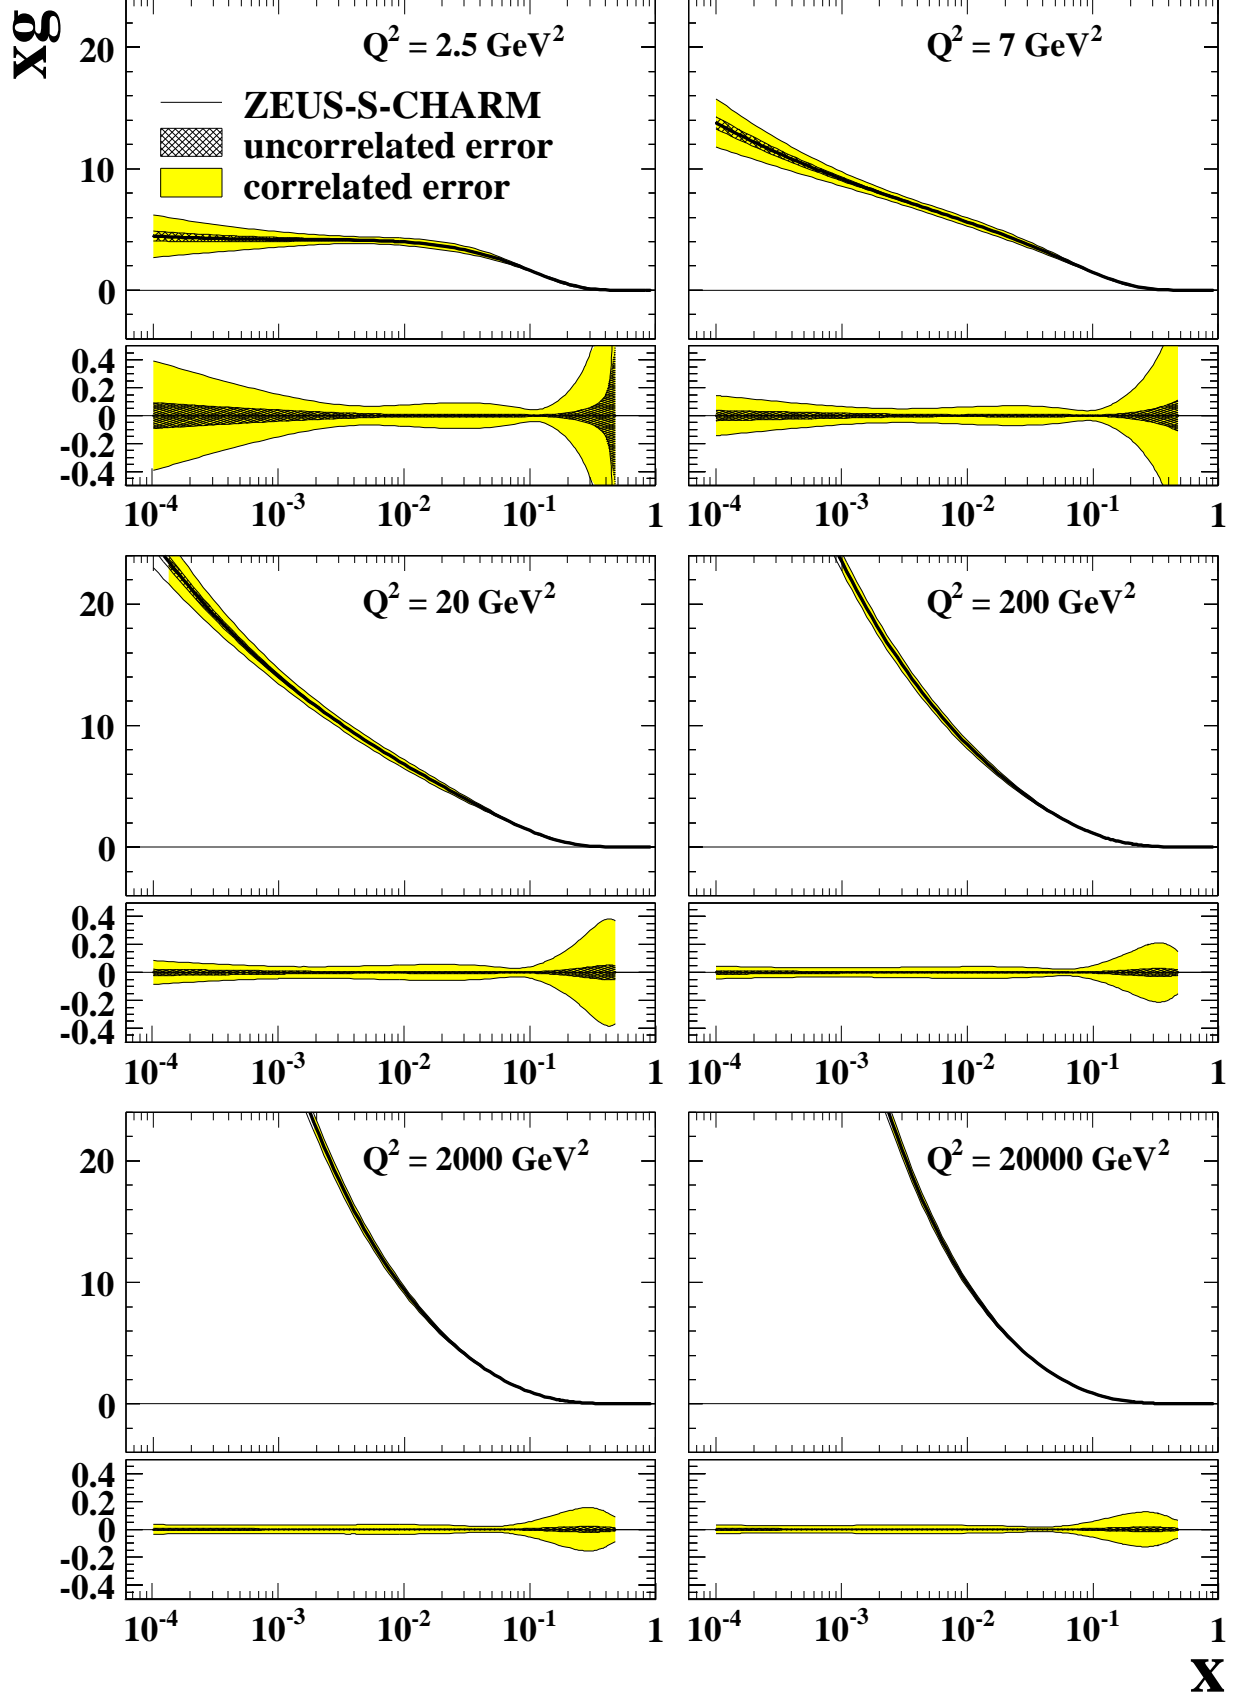 xg
Q² = 2.5 GeV²
Q² = 7 GeV²
20
ZEUS-S-CHARM
uncorrelated error
correlated error
10
0
0.4
0.2
0
-0.2
-0.4
10⁻⁴ 10⁻³ 10⁻² 10⁻¹ 1
10⁻⁴ 10⁻³ 10⁻² 10⁻¹ 1
Q² = 20 GeV²
Q² = 200 GeV²
20
10
0
0.4
0.2
0
-0.2
-0.4
10⁻⁴ 10⁻³ 10⁻² 10⁻¹ 1
10⁻⁴ 10⁻³ 10⁻² 10⁻¹ 1
Q² = 2000 GeV²
Q² = 20000 GeV²
20
10
0
0.4
0.2
0
-0.2
-0.4
10⁻⁴ 10⁻³ 10⁻² 10⁻¹ 1
10⁻⁴ 10⁻³ 10⁻² 10⁻¹ 1
x